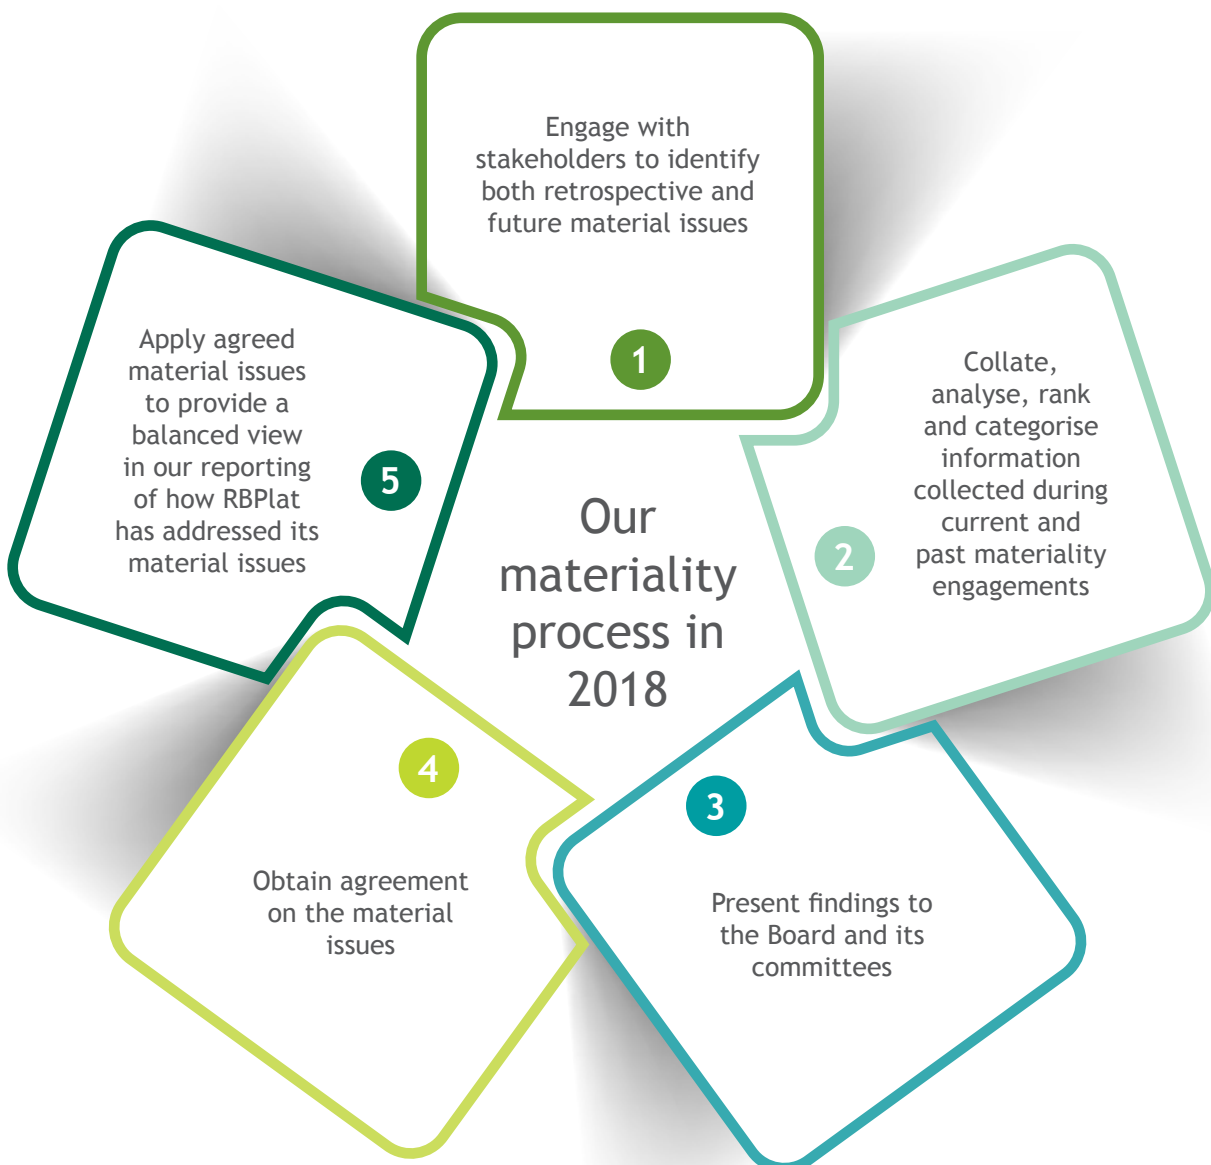 Our
materiality
process in
2018
Engage with
stakeholders to identify
both retrospective and
future material issues
1
Collate,
analyse, rank
and categorise
information
collected during
current and
past materiality
engagements
2
3
Present findings to
the Board and its
committees
4
Obtain agreement
on the material
issues
Apply agreed
material issues
to provide a
balanced view
in our reporting
of how RBPlat
has addressed its
material issues
5